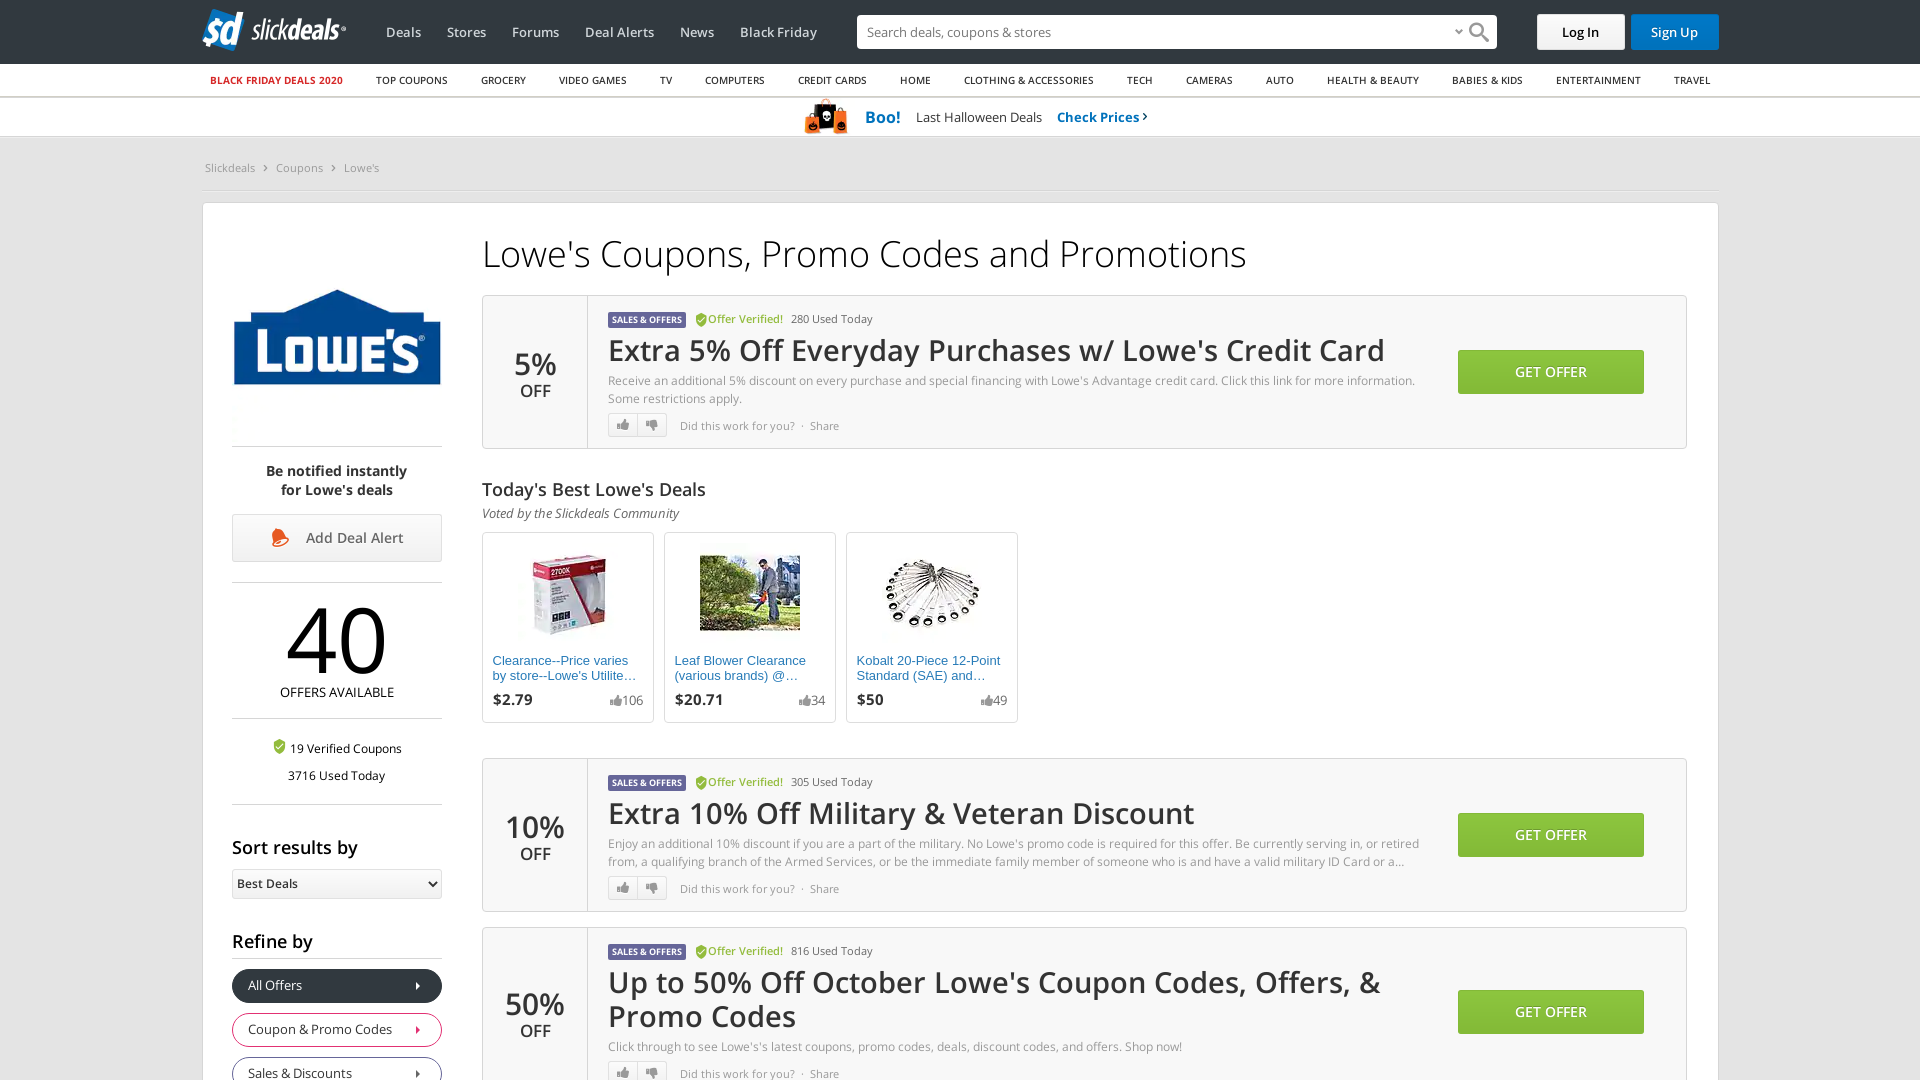 slickdeals®
Deals
Stores
Forums
Deal Alerts
News
Black Friday
Search deals, coupons & stores
Log In
Sign Up
BLACK FRIDAY DEALS 2020
TOP COUPONS
GROCERY
VIDEO GAMES
TV
COMPUTERS
CREDIT CARDS
HOME
CLOTHING & ACCESSORIES
TECH
CAMERAS
AUTO
HEALTH & BEAUTY
BABIES & KIDS
ENTERTAINMENT
TRAVEL
Boo! Last Halloween Deals Check Prices
Slickdeals > Coupons > Lowe's
LOWE'S®
Be notified instantly
for Lowe's deals
Add Deal Alert
40
OFFERS AVAILABLE
19 Verified Coupons
3716 Used Today
Sort results by
Best Deals
Refine by
All Offers
Coupon & Promo Codes
Sales & Discounts
Lowe's Coupons, Promo Codes and Promotions
5%
OFF
SALES & OFFERS Offer Verified! 280 Used Today
Extra 5% Off Everyday Purchases w/ Lowe's Credit Card
Receive an additional 5% discount on every purchase and special financing with Lowe's Advantage credit card. Click this link for more information.
Some restrictions apply.
Did this work for you? · Share
GET OFFER
Today's Best Lowe's Deals
Voted by the Slickdeals Community
2700K
Clearance--Price varies
by store--Lowe's Utilite…
$2.79 106
Leaf Blower Clearance
(various brands) @…
$20.71 34
Kobalt 20-Piece 12-Point
Standard (SAE) and…
$50 49
10%
OFF
SALES & OFFERS Offer Verified! 305 Used Today
Extra 10% Off Military & Veteran Discount
Enjoy an additional 10% discount if you are a part of the military. No Lowe's promo code is required for this offer. Be currently serving in, or retired
from, a qualifying branch of the Armed Services, or be the immediate family member of someone who is and have a valid military ID Card or a…
Did this work for you? · Share
GET OFFER
50%
OFF
SALES & OFFERS Offer Verified! 816 Used Today
Up to 50% Off October Lowe's Coupon Codes, Offers, &
Promo Codes
Click through to see Lowe's's latest coupons, promo codes, deals, discount codes, and offers. Shop now!
Did this work for you? · Share
GET OFFER